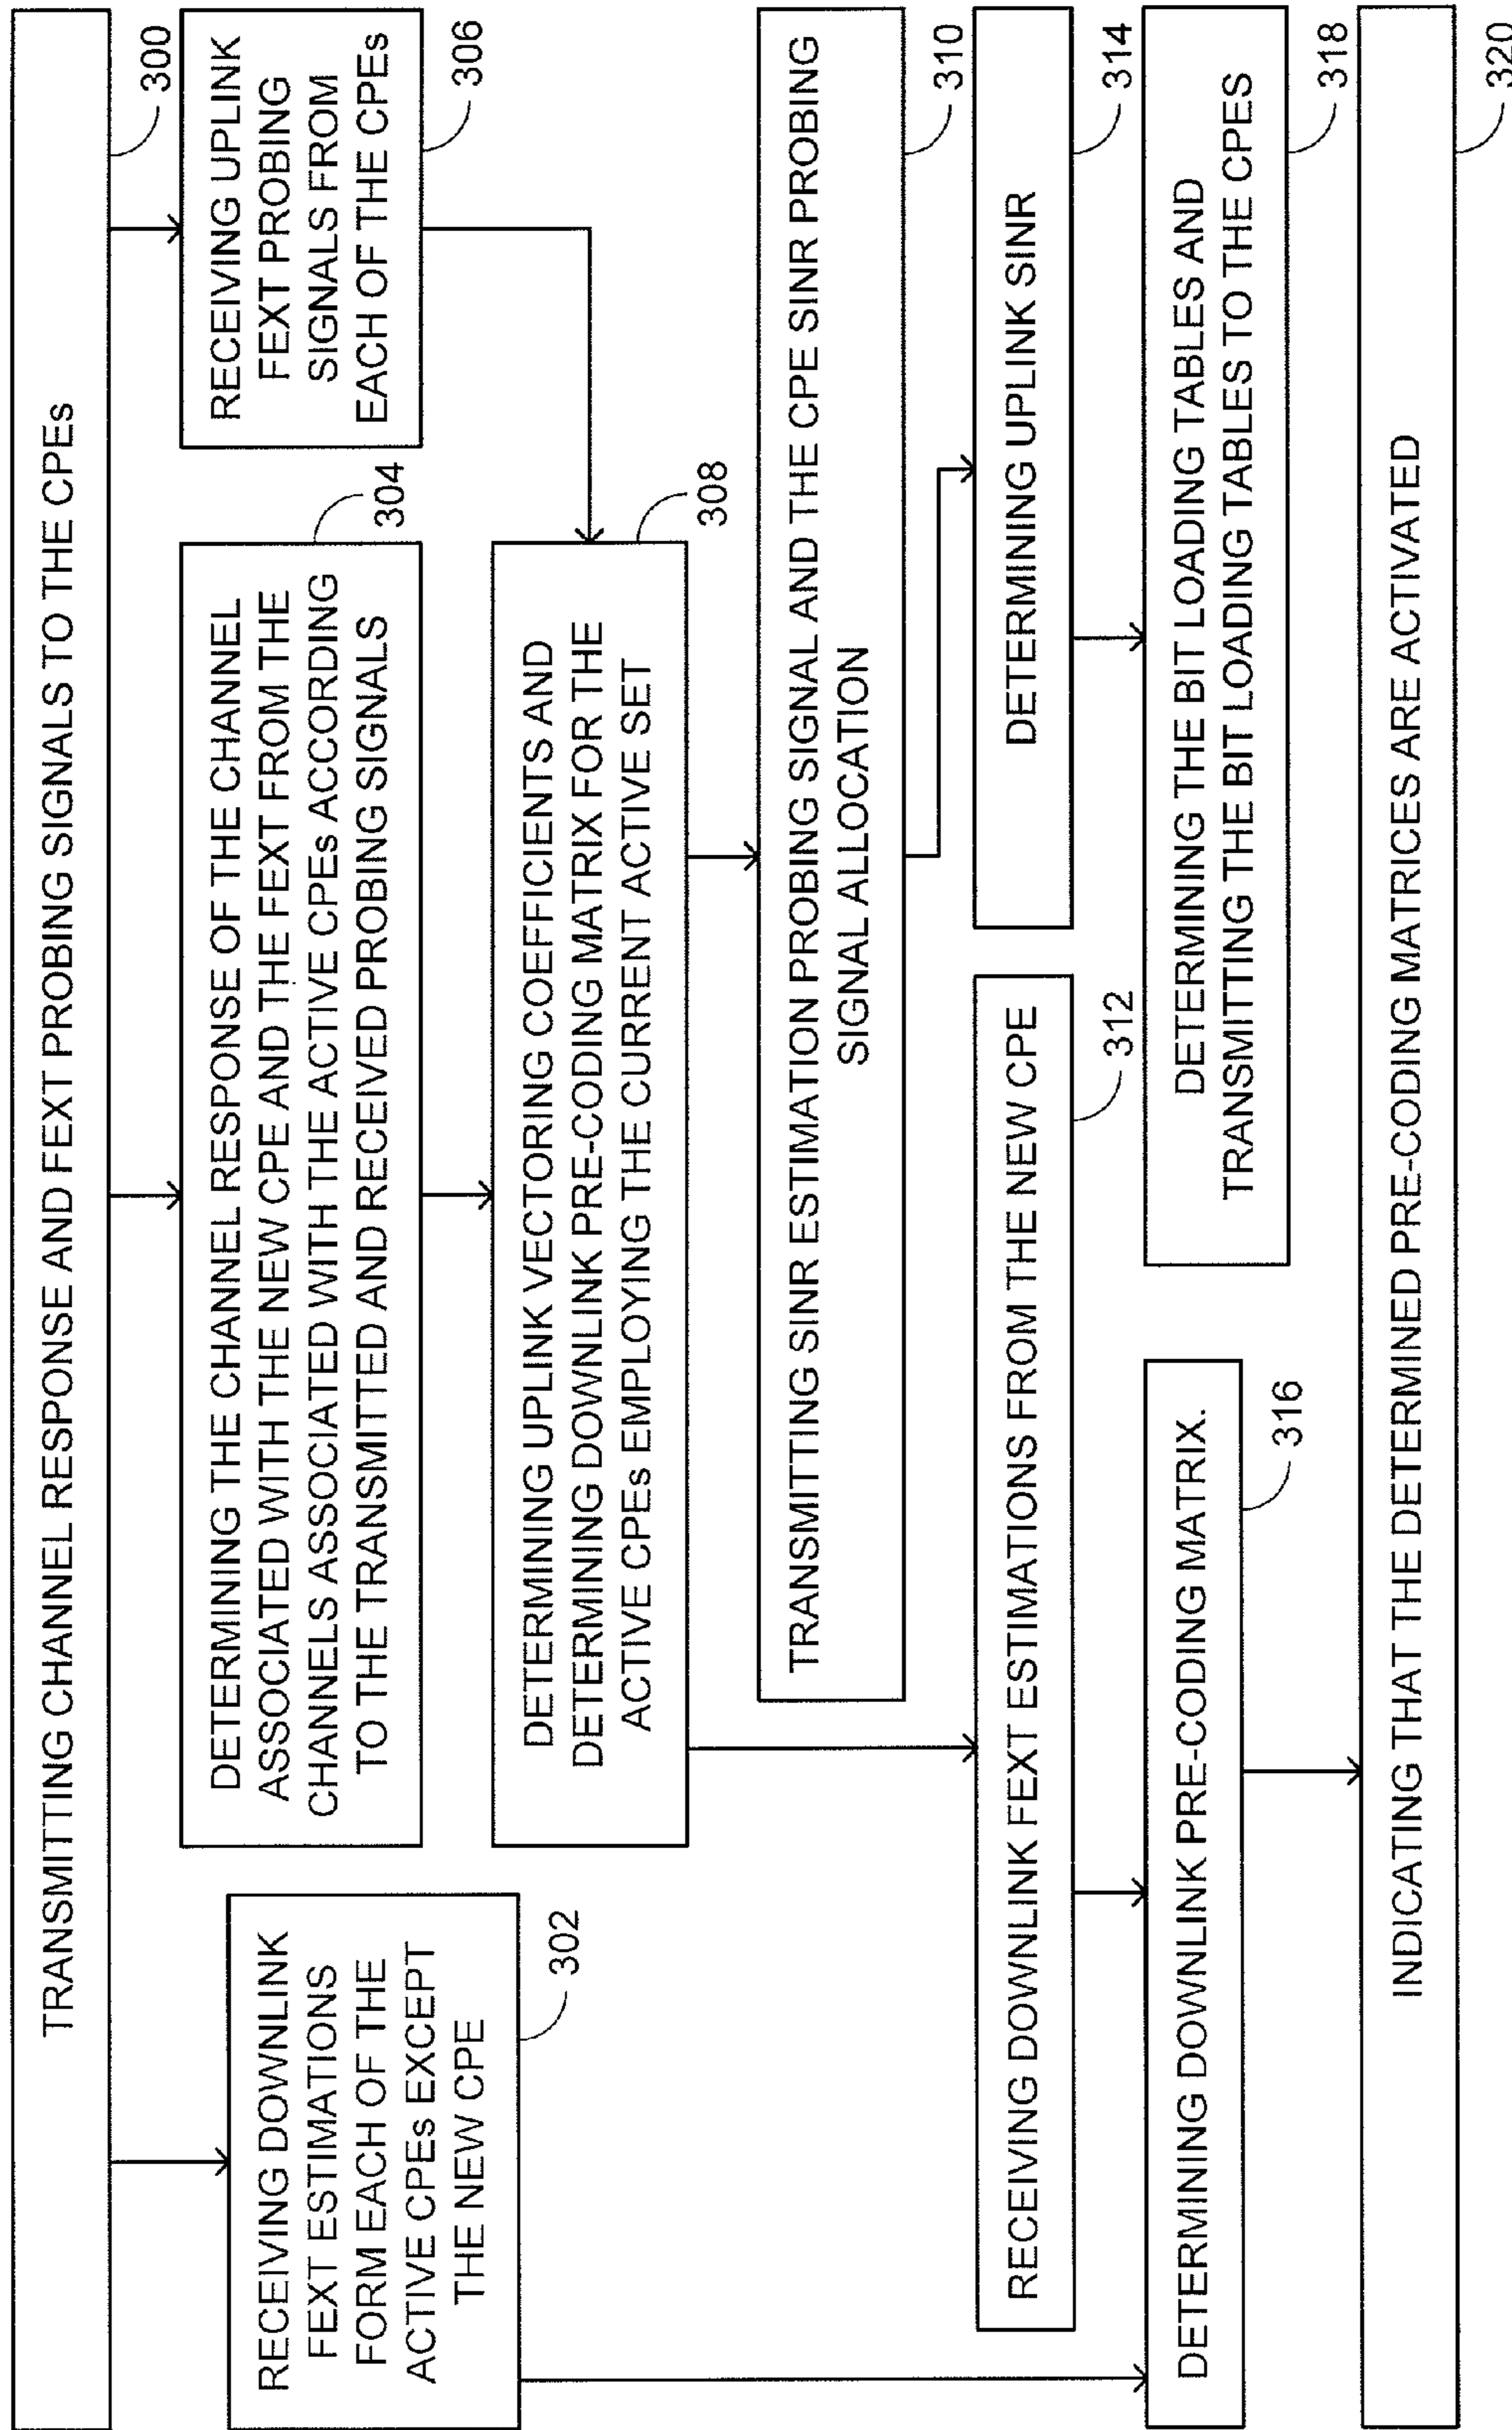 TRANSMITTING CHANNEL RESPONSE AND FEXT PROBING SIGNALS TO THE CPEs
300
RECEIVING DOWNLINK
FEXT ESTIMATIONS
FORM EACH OF THE
ACTIVE CPEs EXCEPT
THE NEW CPE
302
DETERMINING THE CHANNEL RESPONSE OF THE CHANNEL
ASSOCIATED WITH THE NEW CPE AND THE FEXT FROM THE
CHANNELS ASSOCIATED WITH THE ACTIVE CPEs ACCORDING
TO THE TRANSMITTED AND RECEIVED PROBING SIGNALS
304
RECEIVING UPLINK
FEXT PROBING
SIGNALS FROM
EACH OF THE CPEs
306
DETERMINING UPLINK VECTORING COEFFICIENTS AND
DETERMINING DOWNLINK PRE-CODING MATRIX FOR THE
ACTIVE CPEs EMPLOYING THE CURRENT ACTIVE SET
308
TRANSMITTING SINR ESTIMATION PROBING SIGNAL AND THE CPE SINR PROBING
SIGNAL ALLOCATION
310
RECEIVING DOWNLINK FEXT ESTIMATIONS FROM THE NEW CPE
312
DETERMINING UPLINK SINR
314
DETERMINING DOWNLINK PRE-CODING MATRIX.
316
DETERMINING THE BIT LOADING TABLES AND
TRANSMITTING THE BIT LOADING TABLES TO THE CPES
318
INDICATING THAT THE DETERMINED PRE-CODING MATRICES ARE ACTIVATED
320